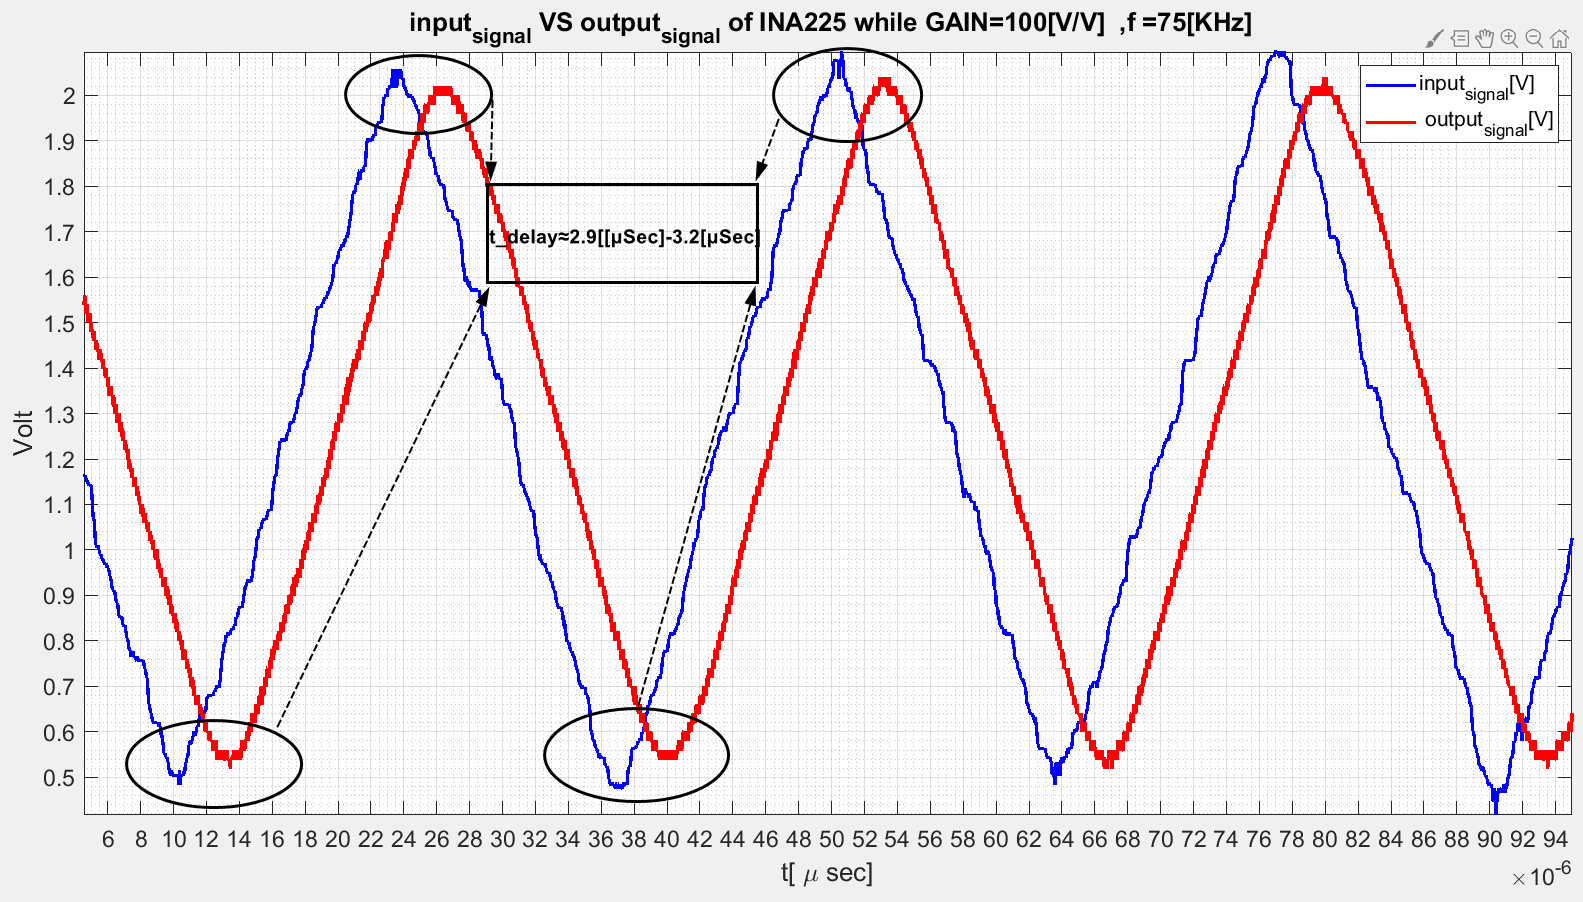 input_signal VS output_signal of INA225 while GAIN=100[V/V]  ,f =75[KHz]
input_signal[V]
output_signal[V]
2
1.9
1.8
1.7
1.6
1.5
1.4
1.3
1.2
1.1
1
0.9
0.8
0.7
0.6
0.5
Volt
t_delay≈2.9[[μSec]-3.2[μSec]
6 8 10 12 14 16 18 20 22 24 26 28 30 32 34 36 38 40 42 44 46 48 50 52 54 56 58 60 62 64 66 68 70 72 74 76 78 80 82 84 86 88 90 92 94
t[ μ sec]
×10^-6